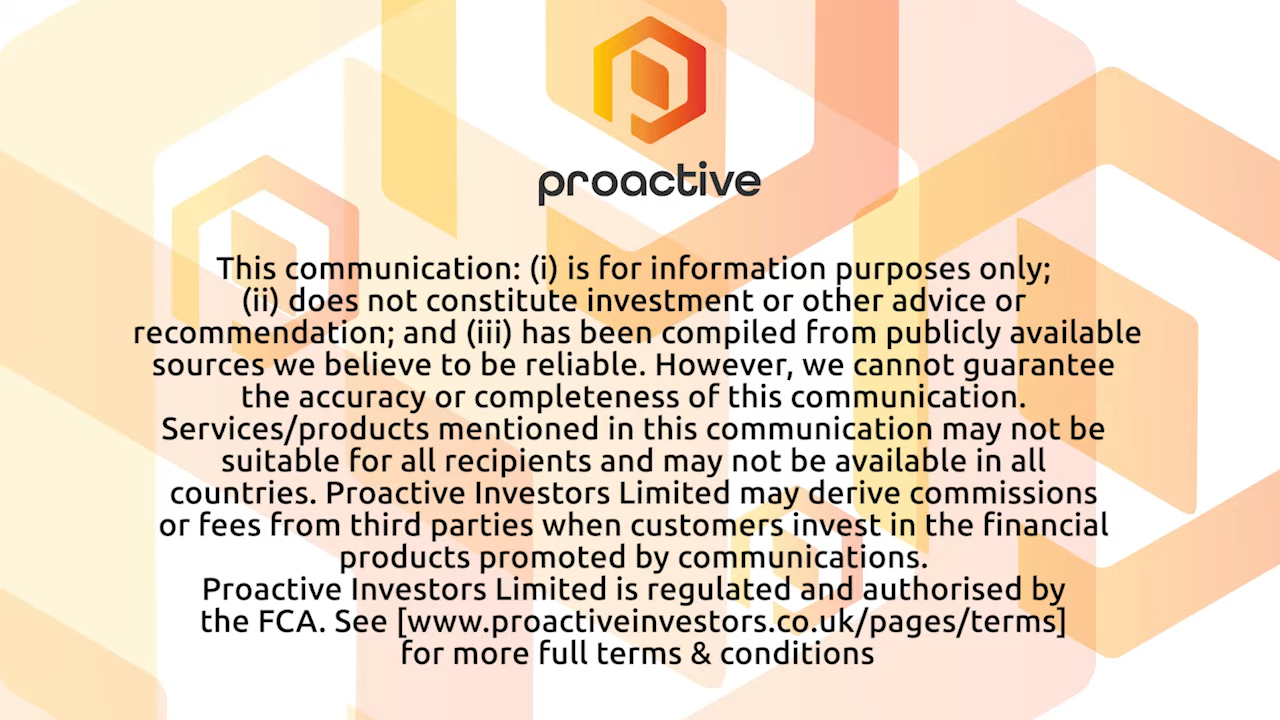 proactive
This communication: (i) is for information purposes only;
(ii) does not constitute investment or other advice or
recommendation; and (iii) has been compiled from publicly available
sources we believe to be reliable. However, we cannot guarantee
the accuracy or completeness of this communication.
Services/products mentioned in this communication may not be
suitable for all recipients and may not be available in all
countries. Proactive Investors Limited may derive commissions
or fees from third parties when customers invest in the financial
products promoted by communications.
Proactive Investors Limited is regulated and authorised by
the FCA. See [www.proactiveinvestors.co.uk/pages/terms]
for more full terms & conditions